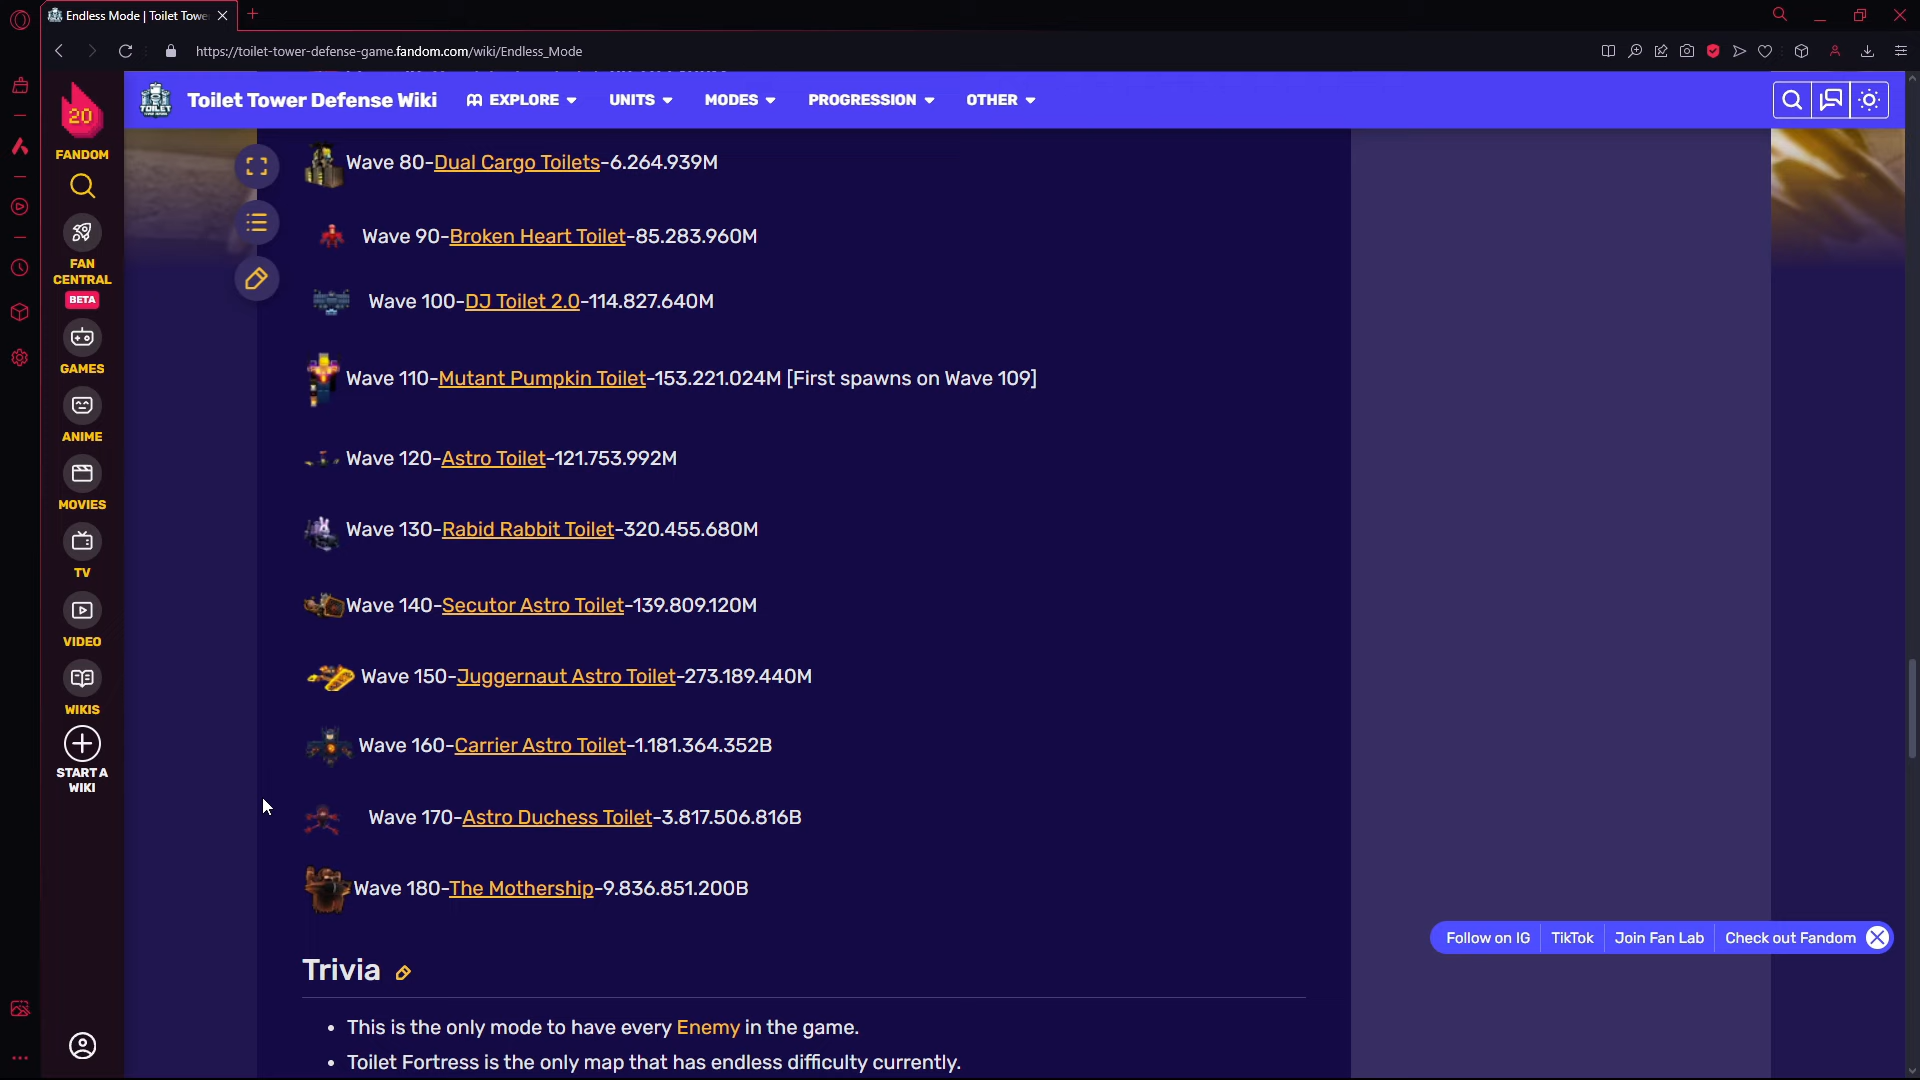 Endless Mode | Toilet Towe
https://toilet-tower-defense-game.fandom.com/wiki/Endless_Mode
20
FANDOM
FAN
CENTRAL
BETA
GAMES
ANIME
MOVIES
TV
VIDEO
WIKIS
START A
WIKI
Toilet Tower Defense Wiki
EXPLORE
UNITS
MODES
PROGRESSION
OTHER
Wave 80-Dual Cargo Toilets-6.264.939M
Wave 90-Broken Heart Toilet-85.283.960M
Wave 100-DJ Toilet 2.0-114.827.640M
Wave 110-Mutant Pumpkin Toilet-153.221.024M [First spawns on Wave 109]
Wave 120-Astro Toilet-121.753.992M
Wave 130-Rabid Rabbit Toilet-320.455.680M
Wave 140-Secutor Astro Toilet-139.809.120M
Wave 150-Juggernaut Astro Toilet-273.189.440M
Wave 160-Carrier Astro Toilet-1.181.364.352B
Wave 170-Astro Duchess Toilet-3.817.506.816B
Wave 180-The Mothership-9.836.851.200B
Trivia
• This is the only mode to have every Enemy in the game.
• Toilet Fortress is the only map that has endless difficulty currently.
Follow on IG
TikTok
Join Fan Lab
Check out Fandom